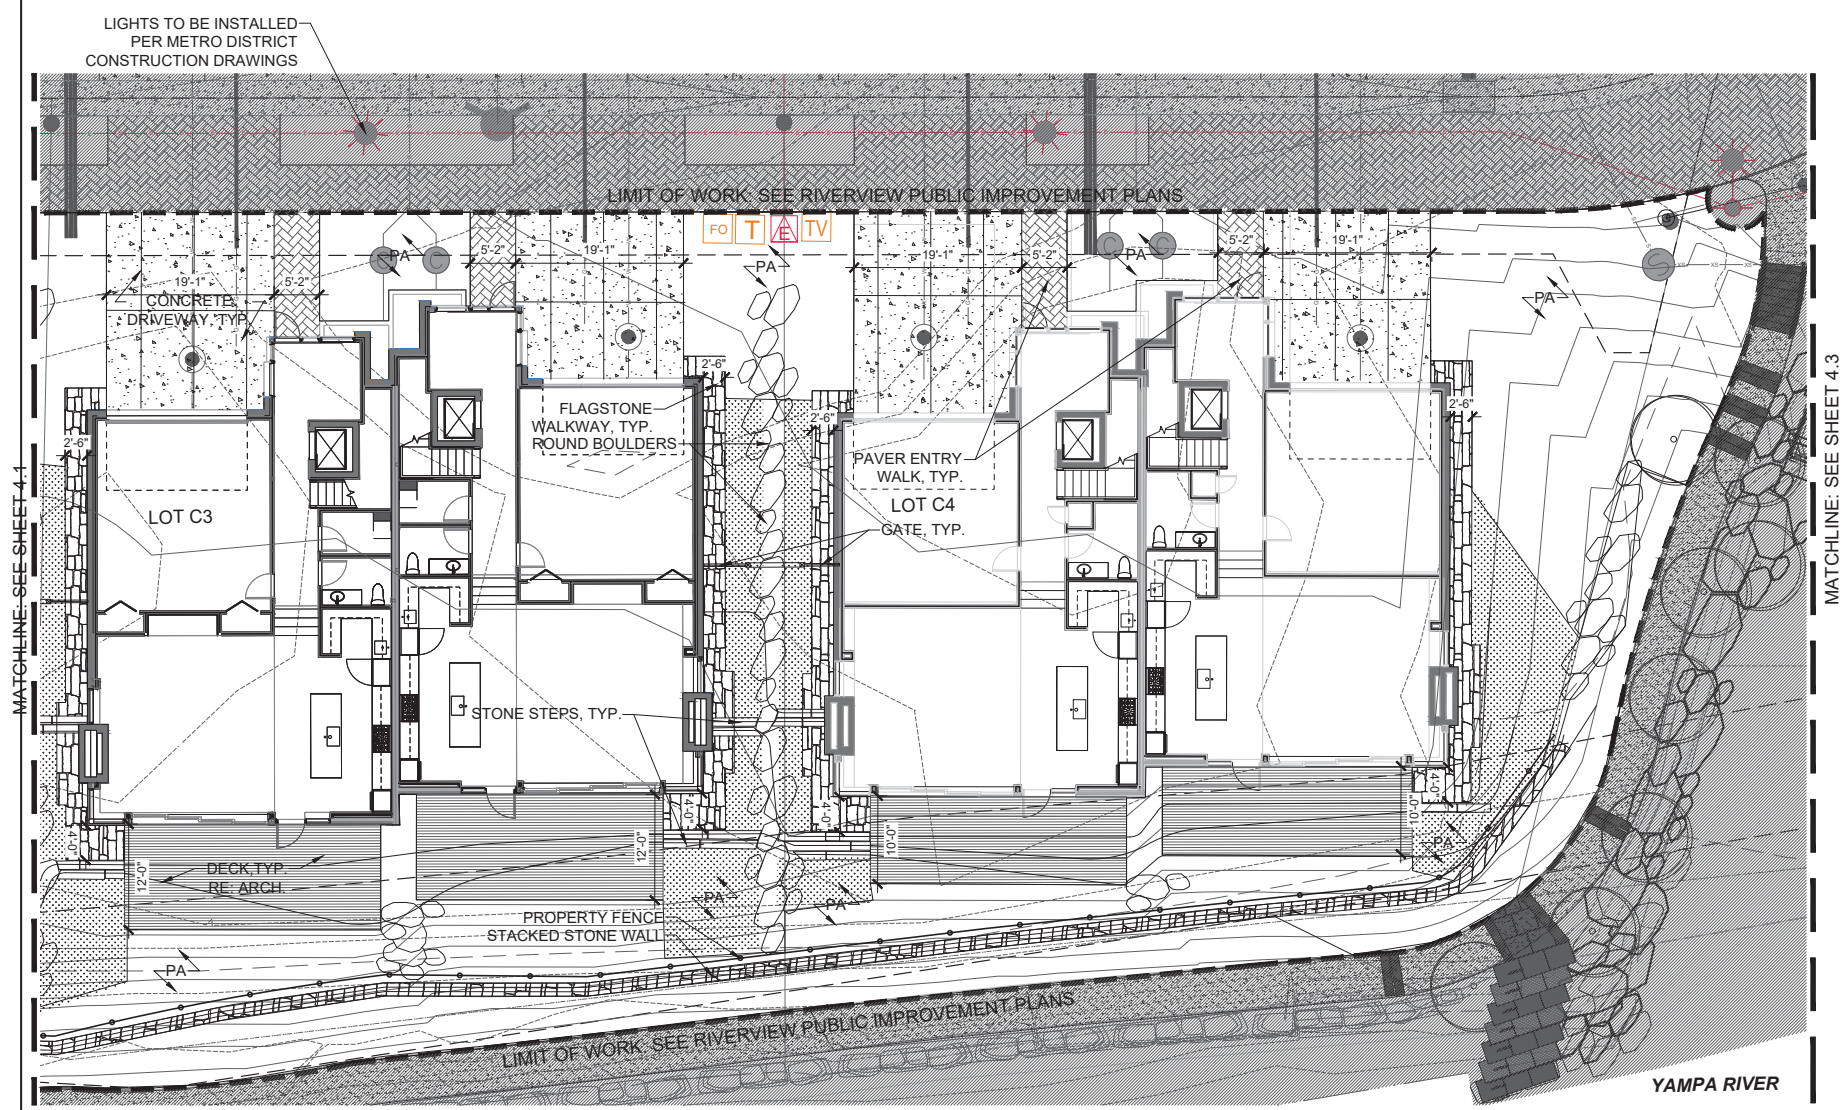 LIGHTS TO BE INSTALLED
PER METRO DISTRICT
CONSTRUCTION DRAWINGS
LIMIT OF WORK: SEE RIVERVIEW PUBLIC IMPROVEMENT PLANS
FO T E TV
C C
PA
5'-2"
19'-1"
19'-1"
5'-2"
PA
19'-1"
5'-2"
C C
PA
5'-2"
19'-1"
PA
CONCRETE
DRIVEWAY, TYP.
2'-6"
2'-6"
2'-6"
2'-6"
FLAGSTONE
WALKWAY, TYP.
ROUND BOULDERS
PAVER ENTRY
WALK, TYP.
LOT C3
LOT C4
GATE, TYP.
MATCHLINE: SEE SHEET 4.1
MATCHLINE: SEE SHEET 4.3
STONE STEPS, TYP.
4'-0"
4'-0"
4'-0"
4'-0"
12'-0"
12'-0"
10'-0"
10'-0"
DECK,TYP.
RE: ARCH.
PA
PA
PA
PROPERTY FENCE
STACKED STONE WALL
PA
LIMIT OF WORK: SEE RIVERVIEW PUBLIC IMPROVEMENT PLANS
YAMPA RIVER